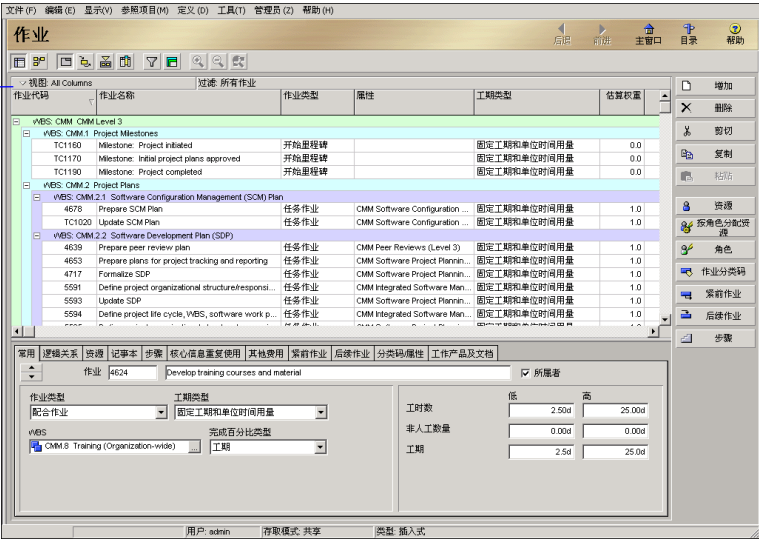 文件(F) 编辑(E) 显示(V) 参照项目(M) 定义(D) 工具(T) 管理员(Z) 帮助(H)
作业
后退 前进 主窗口 目录 帮助
视图: All Columns 过滤: 所有作业
作业代码 作业名称 作业类型 属性 工期类型 估算权重
WBS: CMM CMM Level 3
WBS: CMM.1 Project Milestones
TC1160 Milestone: Project initiated 开始里程碑 固定工期和单位时间用量 0.0
TC1170 Milestone: Initial project plans approved 开始里程碑 固定工期和单位时间用量 0.0
TC1190 Milestone: Project completed 开始里程碑 固定工期和单位时间用量 0.0
WBS: CMM.2 Project Plans
WBS: CMM.2.1 Software Configuration Management (SCM) Plan
4678 Prepare SCM Plan 任务作业 CMM Software Configuration ... 固定工期和单位时间用量 1.0
TC1020 Update SCM Plan 任务作业 CMM Software Configuration ... 固定工期和单位时间用量 1.0
WBS: CMM.2.2 Software Development Plan (SDP)
4639 Prepare peer review plan 任务作业 CMM Peer Reviews (Level 3) 固定工期和单位时间用量 1.0
4653 Prepare plans for project tracking and reporting 任务作业 CMM Software Project Plannin... 固定工期和单位时间用量 1.0
4717 Formalize SDP 任务作业 CMM Software Project Plannin... 固定工期和单位时间用量 1.0
5591 Define project organizational structure/responsi... 任务作业 CMM Integrated Software Man... 固定工期和单位时间用量 1.0
5593 Update SDP 任务作业 CMM Software Project Plannin... 固定工期和单位时间用量 1.0
5594 Define project life cycle, WBS, software work p... 任务作业 CMM Integrated Software Man... 固定工期和单位时间用量 1.0
增加
删除
剪切
复制
粘贴
资源
按角色分配资
源
角色
作业分类码
紧前作业
后续作业
步骤
常用 逻辑关系 资源 记事本 步骤 核心信息重复使用 其他费用 紧前作业 后续作业 分类码/属性 工作产品及文档
作业 4624 Develop training courses and material 所属者
作业类型 工期类型 低 高
配合作业 固定工期和单位时间用量 工时数 2.50d 25.00d
WBS 完成百分比类型 非人工数量 0.00d 0.00d
CMM.8 Training (Organization-wide) ... 工期 工期 2.5d 25.0d
用户: admin 存取模式: 共享 类型: 插入式